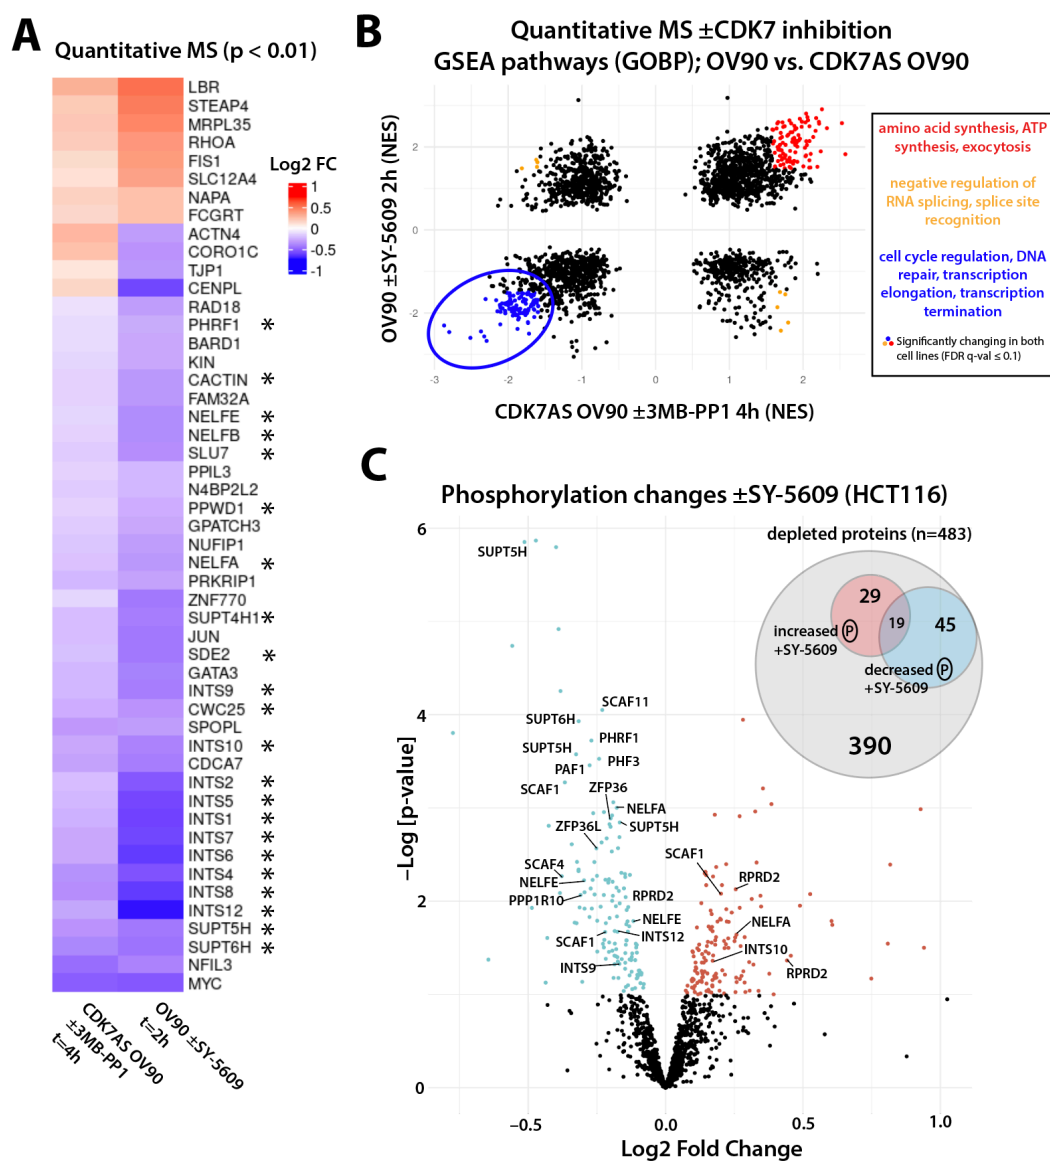 A
Quantitative MS (p < 0.01)
LBR
STEAP4
MRPL35
RHOA
FIS1
SLC12A4
NAPA
FCGRT
ACTN4
CORO1C
TJP1
CENPL
RAD18
PHRF1 *
BARD1
KIN
CACTIN *
FAM32A
NELFE *
NELFB *
SLU7 *
PPIL3
N4BP2L2
PPWD1 *
GPATCH3
NUFIP1
NELFA *
PRKRIP1
ZNF770
SUPT4H1 *
JUN
SDE2 *
GATA3
INTS9 *
CWC25 *
SPOPL
INTS10 *
CDCA7
INTS2 *
INTS5 *
INTS1 *
INTS7 *
INTS6 *
INTS4 *
INTS8 *
INTS12 *
SUPT5H *
SUPT6H *
NFIL3
MYC
CDK7AS OV90
±3MB-PP1
t=4h
OV90 ±SY-5609
t=2h
Log2 FC
1
0.5
0
-0.5
-1
B
Quantitative MS ±CDK7 inhibition
GSEA pathways (GOBP); OV90 vs. CDK7AS OV90
OV90 ±SY-5609 2h (NES)
2
0
-2
-3
-2
-1
0
1
2
CDK7AS OV90 ±3MB-PP1 4h (NES)
amino acid synthesis, ATP
synthesis, exocytosis
negative regulation of
RNA splicing, splice site
recognition
cell cycle regulation, DNA
repair, transcription
elongation, transcription
termination
Significantly changing in both
cell lines (FDR q-val ≤ 0.1)
C
Phosphorylation changes ±SY-5609 (HCT116)
−Log [p-value]
6
4
2
0
−0.5
0.0
0.5
1.0
Log2 Fold Change
depleted proteins (n=483)
29
19
45
increased P
+SY-5609
decreased P
+SY-5609
390
SUPT5H
SCAF11
SUPT6H
PHRF1
SUPT5H
PHF3
PAF1
SCAF1
ZFP36
NELFA
ZFP36L
SUPT5H
SCAF4
NELFE
PPP1R10
RPRD2
NELFE
SCAF1
INTS12
INTS9
SCAF1
RPRD2
NELFA
INTS10
RPRD2